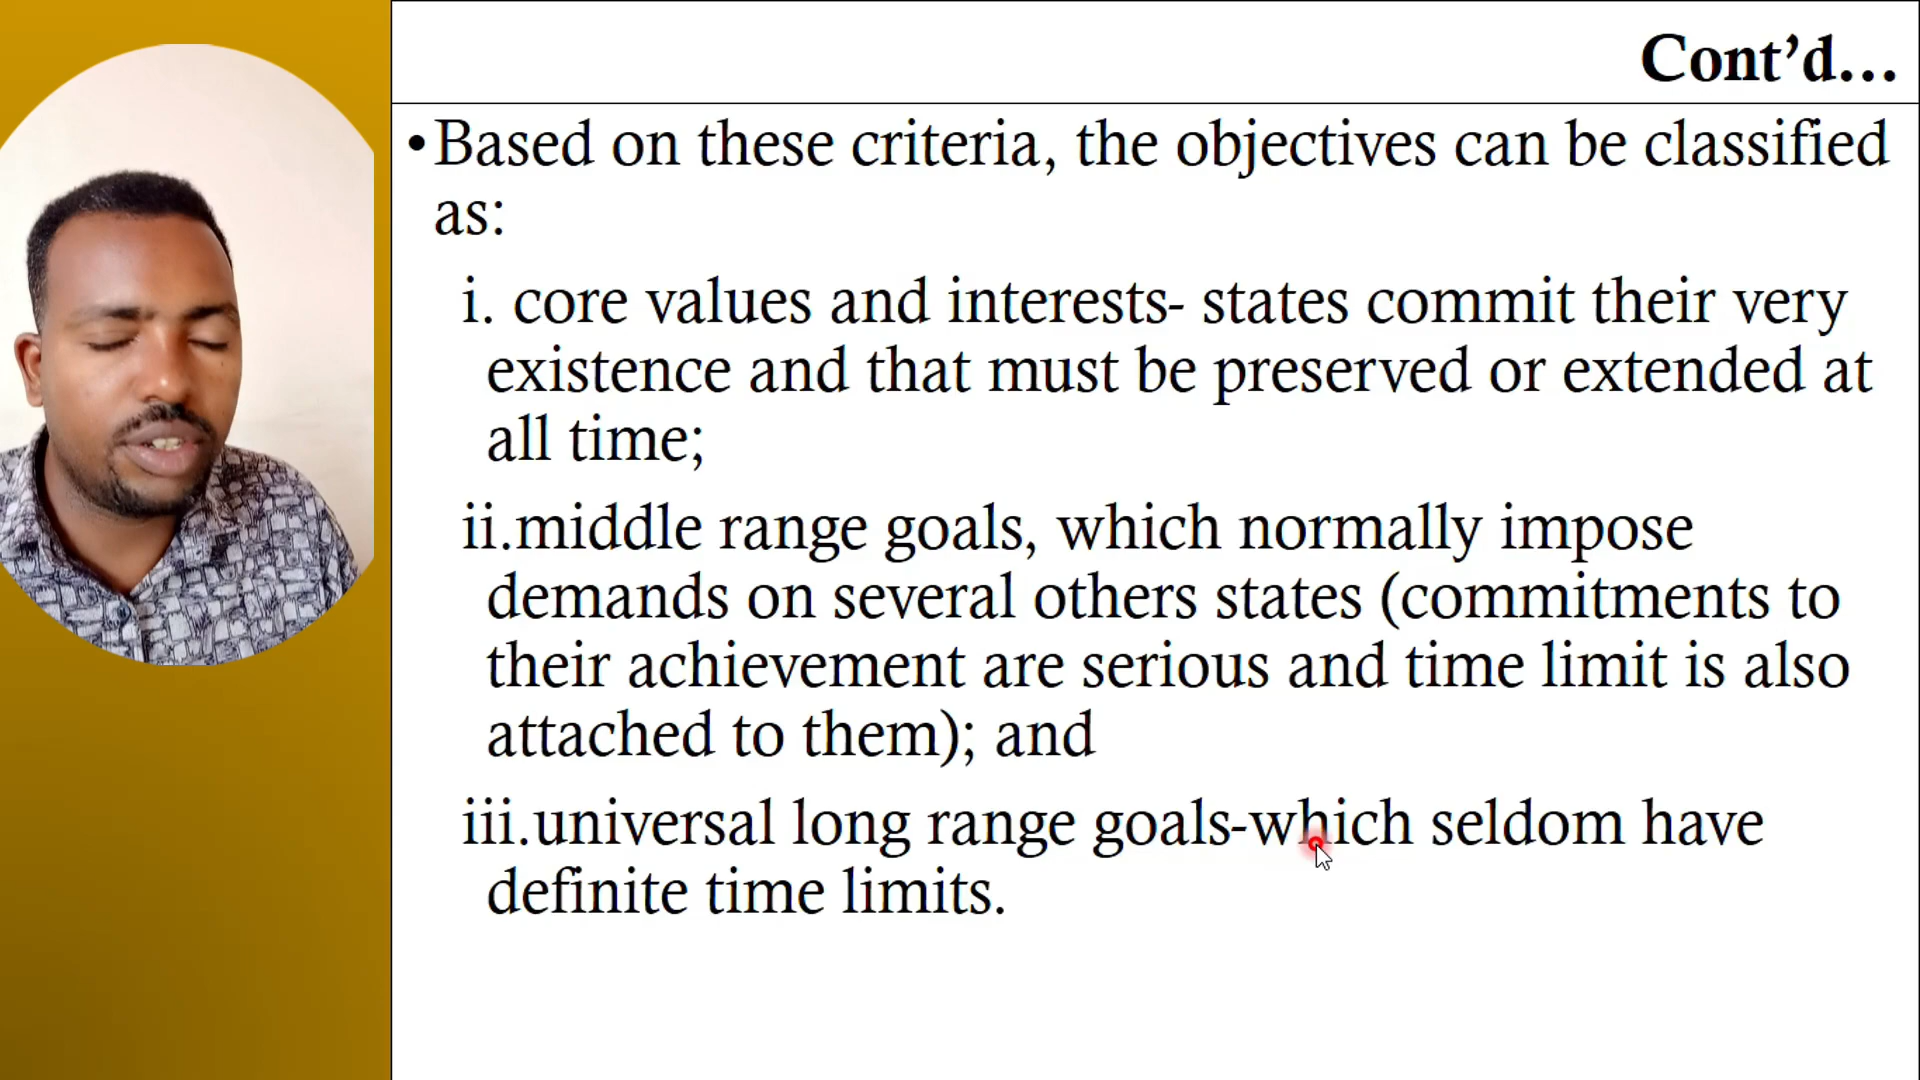 Cont’d…
•Based on these criteria, the objectives can be classified
as:
i. core values and interests- states commit their very
existence and that must be preserved or extended at
all time;
ii.middle range goals, which normally impose
demands on several others states (commitments to
their achievement are serious and time limit is also
attached to them); and
iii.universal long range goals-which seldom have
definite time limits.